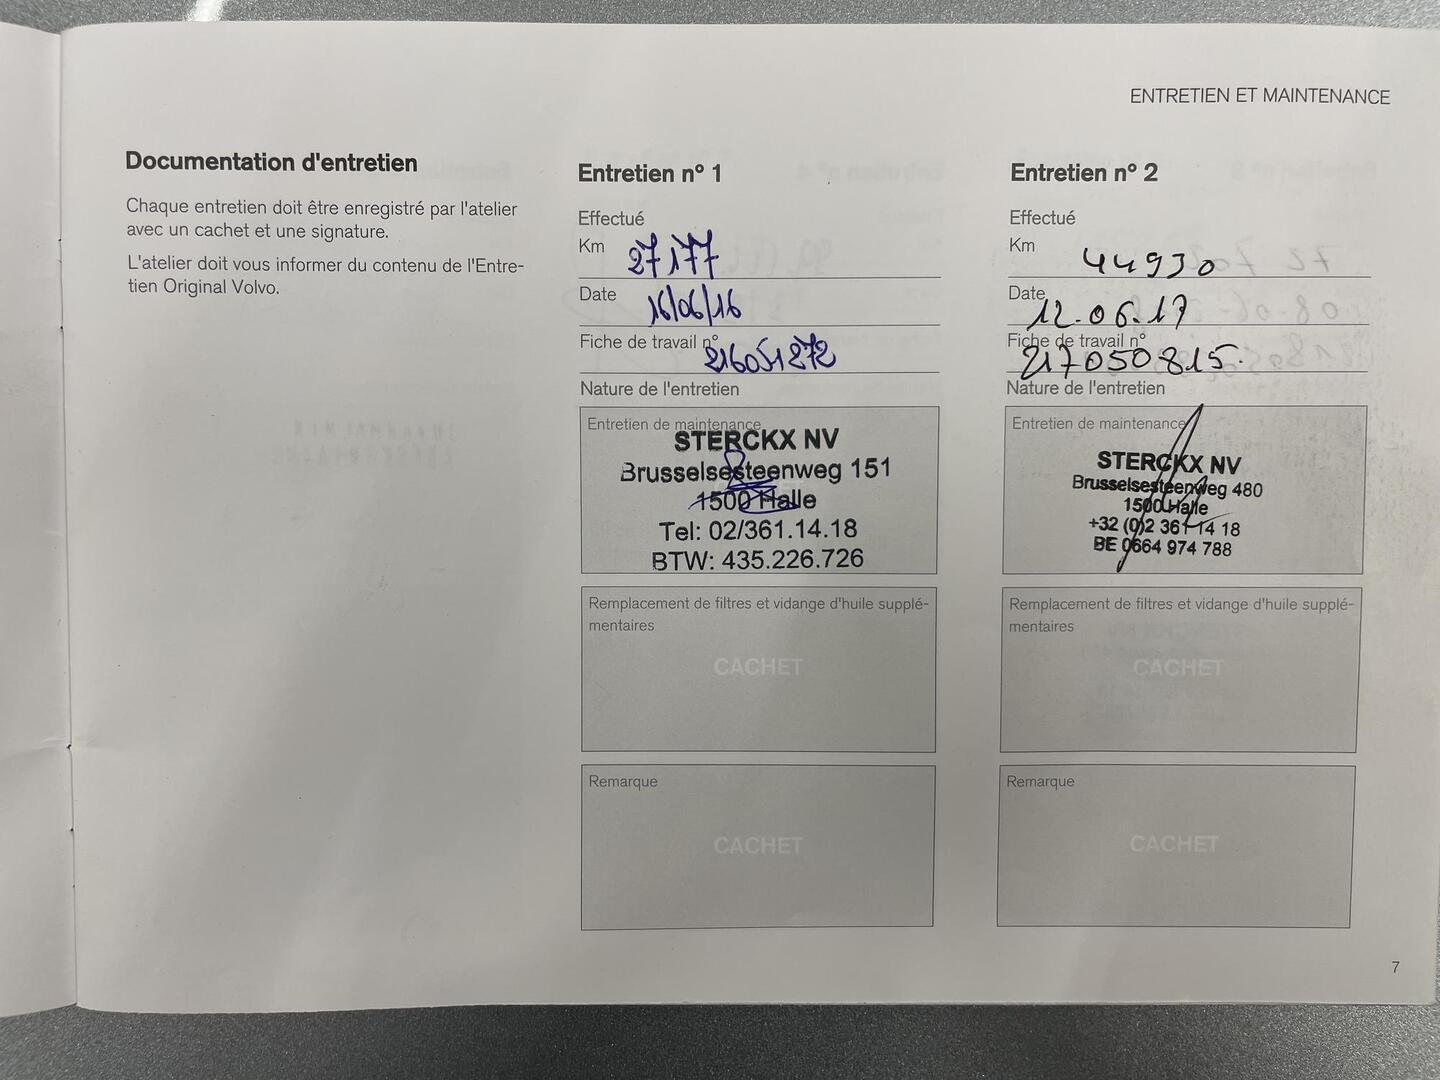 ENTRETIEN ET MAINTENANCE
Documentation d'entretien
Chaque entretien doit être enregistré par l'atelier
avec un cachet et une signature.
L'atelier doit vous informer du contenu de l'Entre-
tien Original Volvo.
Entretien n° 1
Effectué
Km 27177
Date 16/06/16
Fiche de travail n° 216051272
Nature de l'entretien
Entretien de maintenance
STERCKX NV
Brusselsesteenweg 151
1500 Halle
Tel: 02/361.14.18
BTW: 435.226.726
Remplacement de filtres et vidange d'huile supplé-
mentaires
CACHET
Remarque
CACHET
Entretien n° 2
Effectué
Km 44930
Date 12.06.17
Fiche de travail n° 217050815.
Nature de l'entretien
Entretien de maintenance
STERCKX NV
Brusselsesteenweg 480
1500 Halle
+32 (0)2 361 14 18
BE 0664 974 788
Remplacement de filtres et vidange d'huile supplé-
mentaires
CACHET
Remarque
CACHET
7